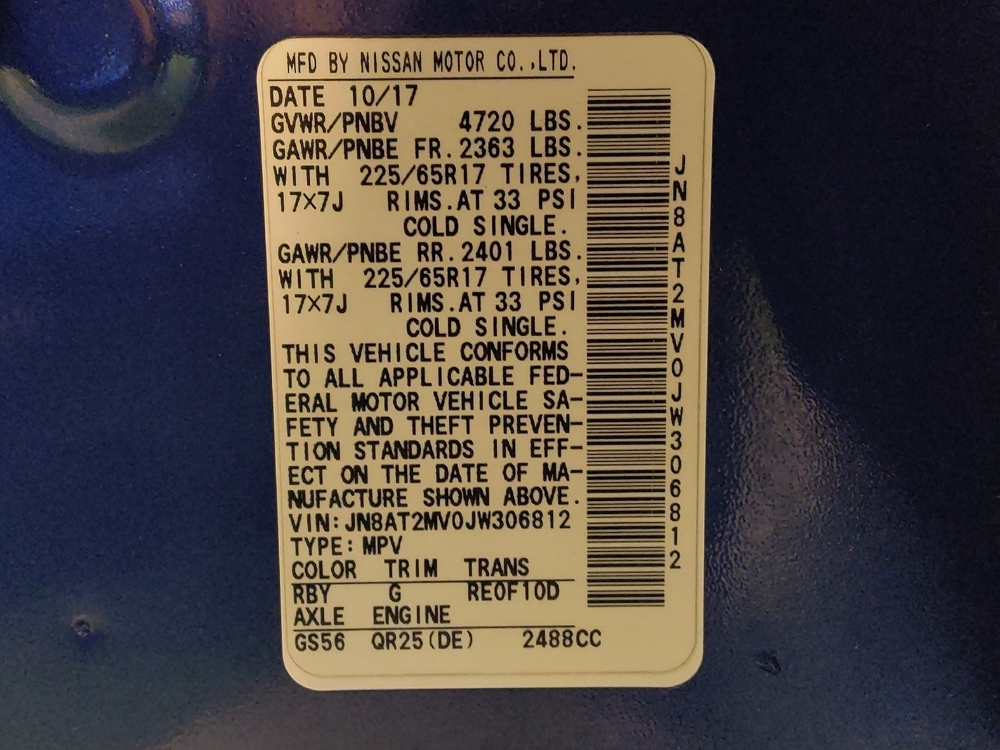 MFD BY NISSAN MOTOR CO.,LTD.
DATE 10/17
GVWR/PNBV 4720 LBS.
GAWR/PNBE FR.2363 LBS.
WITH 225/65R17 TIRES,
17×7J RIMS.AT 33 PSI
COLD SINGLE.
GAWR/PNBE RR.2401 LBS.
WITH 225/65R17 TIRES,
17×7J RIMS.AT 33 PSI
COLD SINGLE.
THIS VEHICLE CONFORMS
TO ALL APPLICABLE FED-
ERAL MOTOR VEHICLE SA-
FETY AND THEFT PREVEN-
TION STANDARDS IN EFF-
ECT ON THE DATE OF MA-
NUFACTURE SHOWN ABOVE.
VIN:JN8AT2MV0JW306812
TYPE:MPV
COLOR TRIM TRANS
RBY G RE0F10D
AXLE ENGINE
GS56 QR25(DE) 2488CC
JN8AT2MV0JW306812